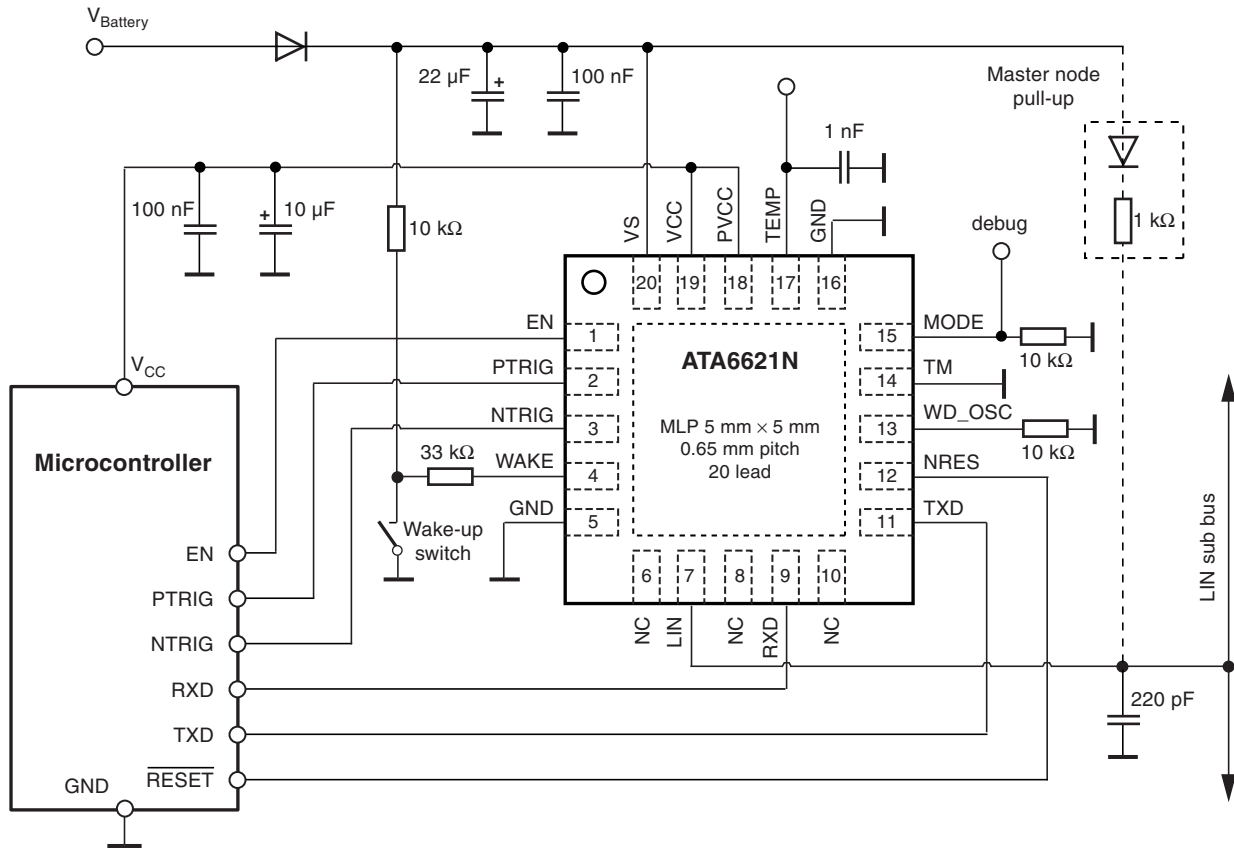 V_Battery
22 µF
+
100 nF
Master node
pull-up
1 nF
1 kΩ
100 nF
+
10 µF
10 kΩ
VS
VCC
PVCC
TEMP
GND
debug
20
19
18
17
16
EN
1
PTRIG
2
NTRIG
3
33 kΩ
WAKE
4
GND
5
ATA6621N
MLP 5 mm × 5 mm
0.65 mm pitch
20 lead
15
MODE
10 kΩ
14
TM
13
WD_OSC
10 kΩ
12
NRES
11
TXD
6
7
8
9
10
NC
LIN
NC
RXD
NC
Wake-up
switch
V_CC
Microcontroller
EN
PTRIG
NTRIG
RXD
TXD
RESET
GND
LIN sub bus
220 pF